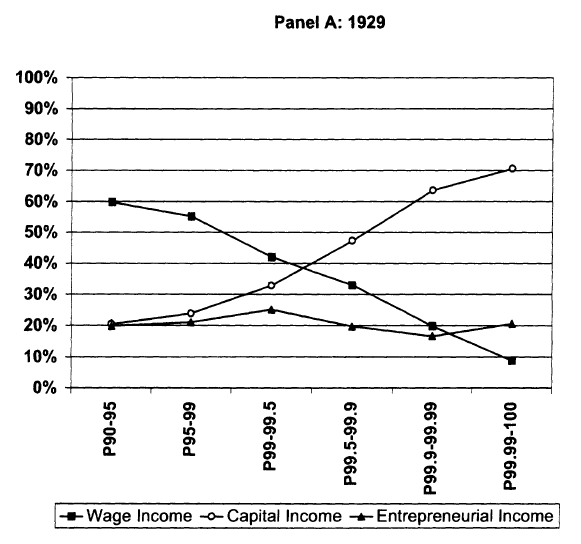 Panel A: 1929
100%
90%
80%
70%
60%
50%
40%
30%
20%
10%
0%
P90-95
P95-99
P99-99.5
P99.5-99.9
P99.9-99.99
P99.99-100
Wage Income Capital Income Entrepreneurial Income